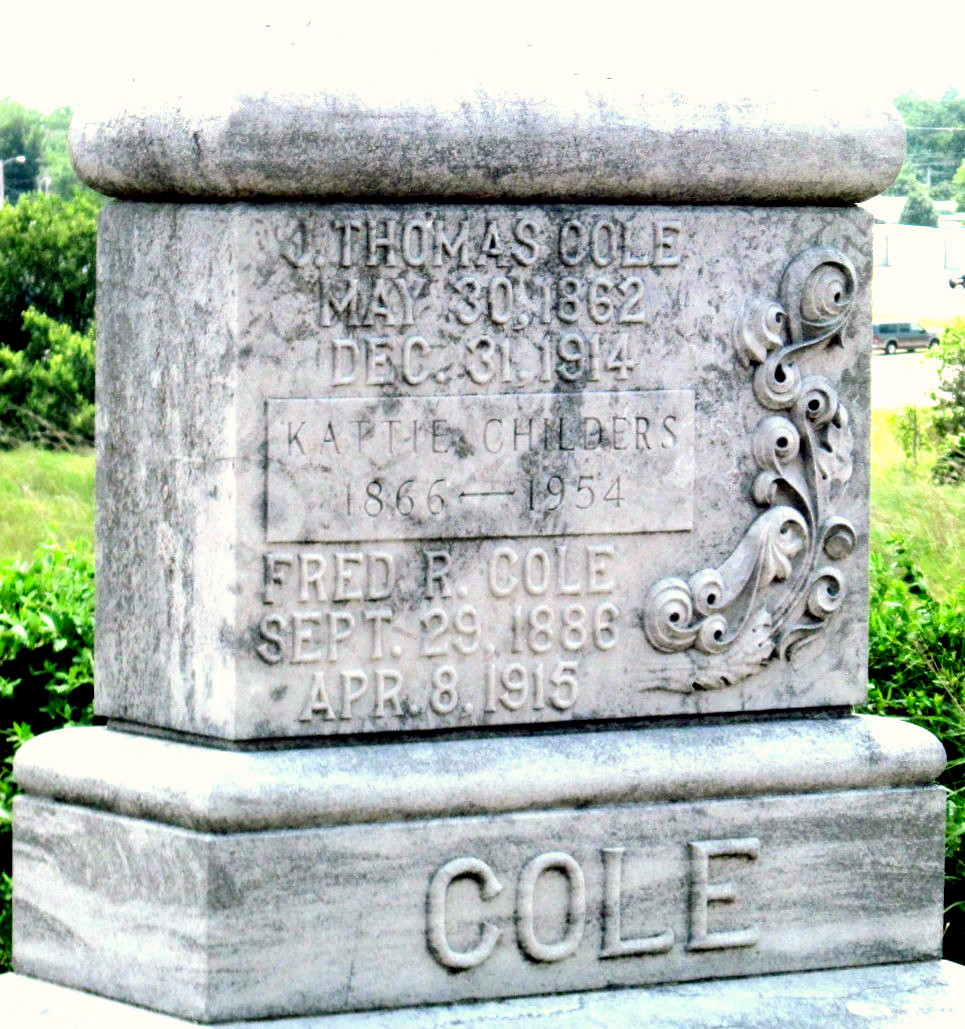 J. THOMAS COLE
MAY 30, 1862
DEC. 31, 1914
KATTIE CHILDERS
1866—1954
FRED R. COLE
SEPT. 29, 1886
APR. 8, 1915
COLE